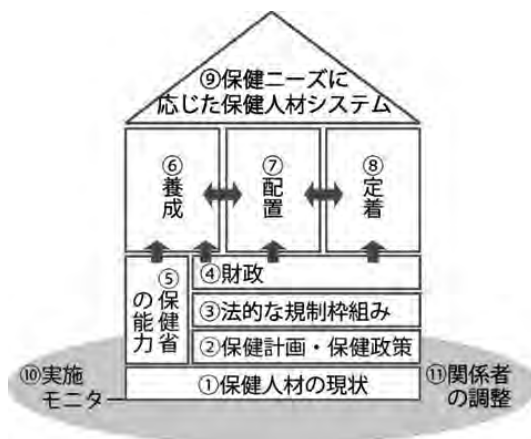 ⑨保健ニーズに
応じた保健人材システム
⑥養成
⑦配置
⑧定着
⑤保健省
の能力
④財政
③法的な規制枠組み
②保健計画・保健政策
①保健人材の現状
⑩実施
モニター
⑪関係者
の調整